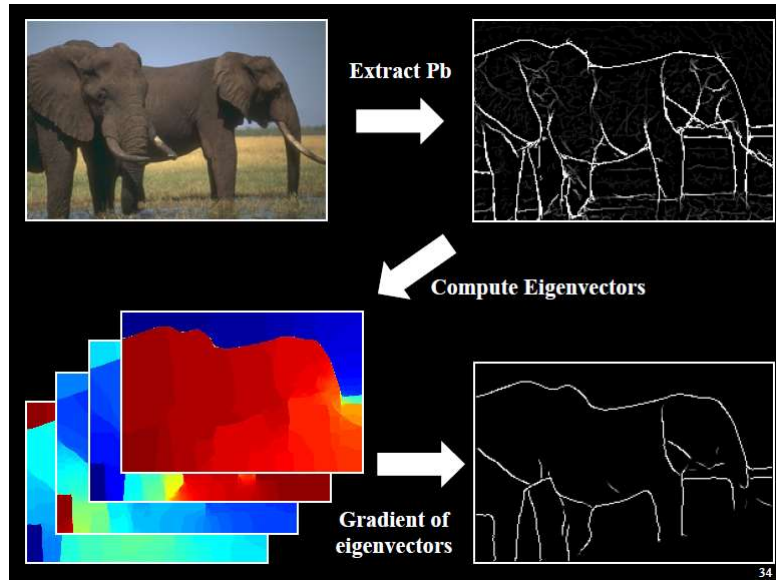 Extract Pb
Compute Eigenvectors
Gradient of
eigenvectors
34